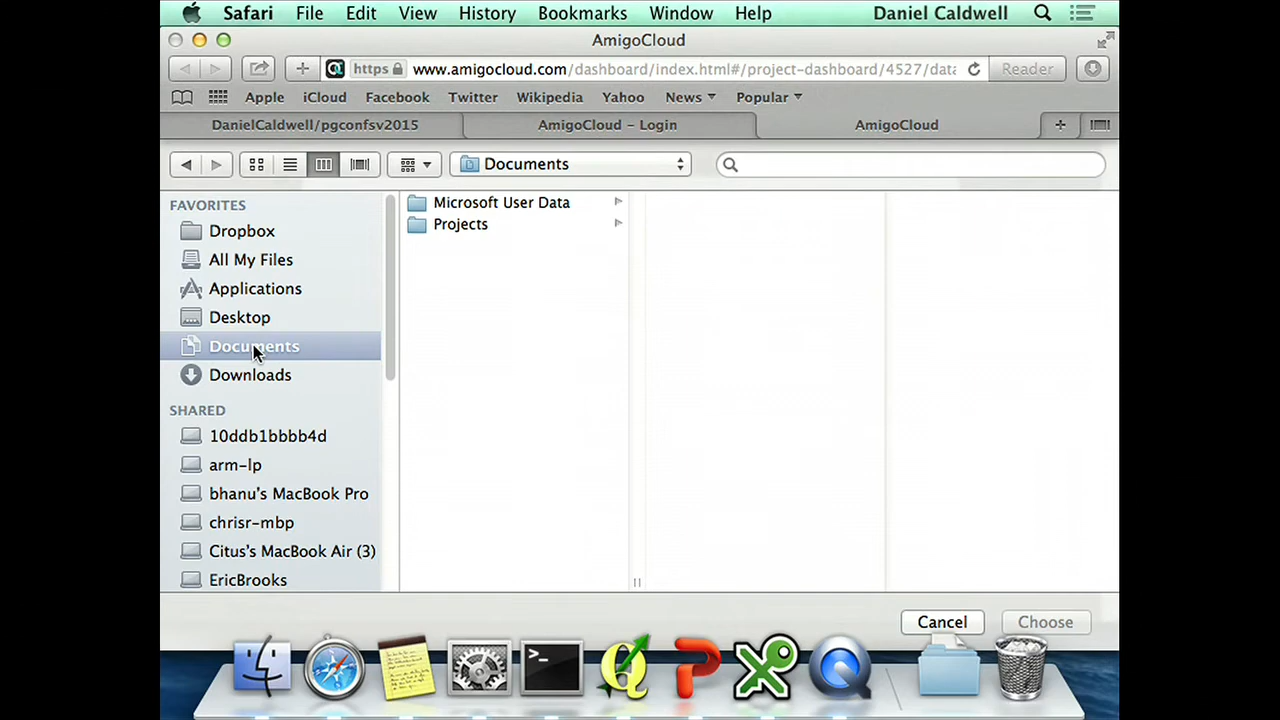 Safari File Edit View History Bookmarks Window Help Daniel Caldwell
AmigoCloud
https www.amigocloud.com/dashboard/index.html#/project-dashboard/4527/data Reader
Apple iCloud Facebook Twitter Wikipedia Yahoo News Popular
DanielCaldwell/pgconfsv2015 AmigoCloud – Login AmigoCloud
Documents
FAVORITES
Dropbox
All My Files
Applications
Desktop
Documents
Downloads
SHARED
10ddb1bbbb4d
arm-lp
bhanu's MacBook Pro
chrisr-mbp
Citus's MacBook Air (3)
EricBrooks
Microsoft User Data
Projects
Cancel Choose